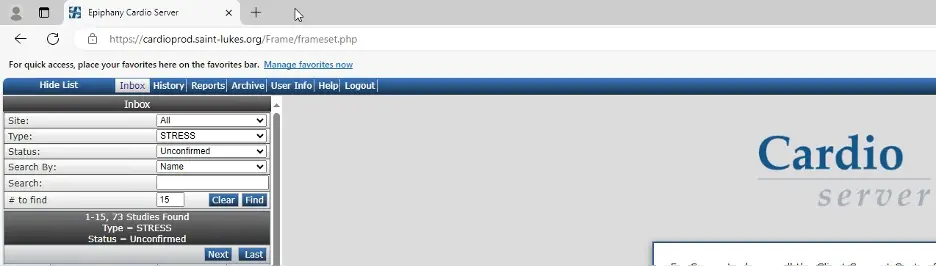 Epiphany Cardio Server
https://cardioprod.saint-lukes.org/Frame/frameset.php
For quick access, place your favorites here on the favorites bar. Manage favorites now
Hide List Inbox History Reports Archive User Info Help Logout
Inbox
Site: All
Type: STRESS
Status: Unconfirmed
Search By: Name
Search:
# to find 15 Clear Find
1-15, 73 Studies Found
Type = STRESS
Status = Unconfirmed
Next Last
Cardio
server